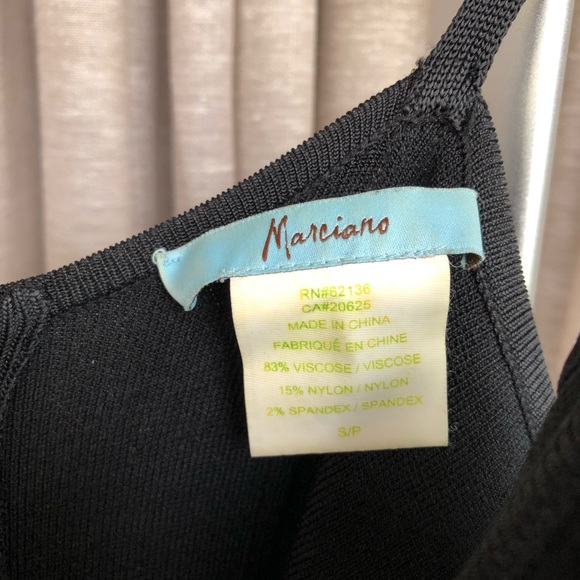 Marciano
RN#62136
CA#20625
MADE IN CHINA
FABRIQUÉ EN CHINE
83% VISCOSE / VISCOSE
15% NYLON / NYLON
2% SPANDEX / SPANDEX
S/P